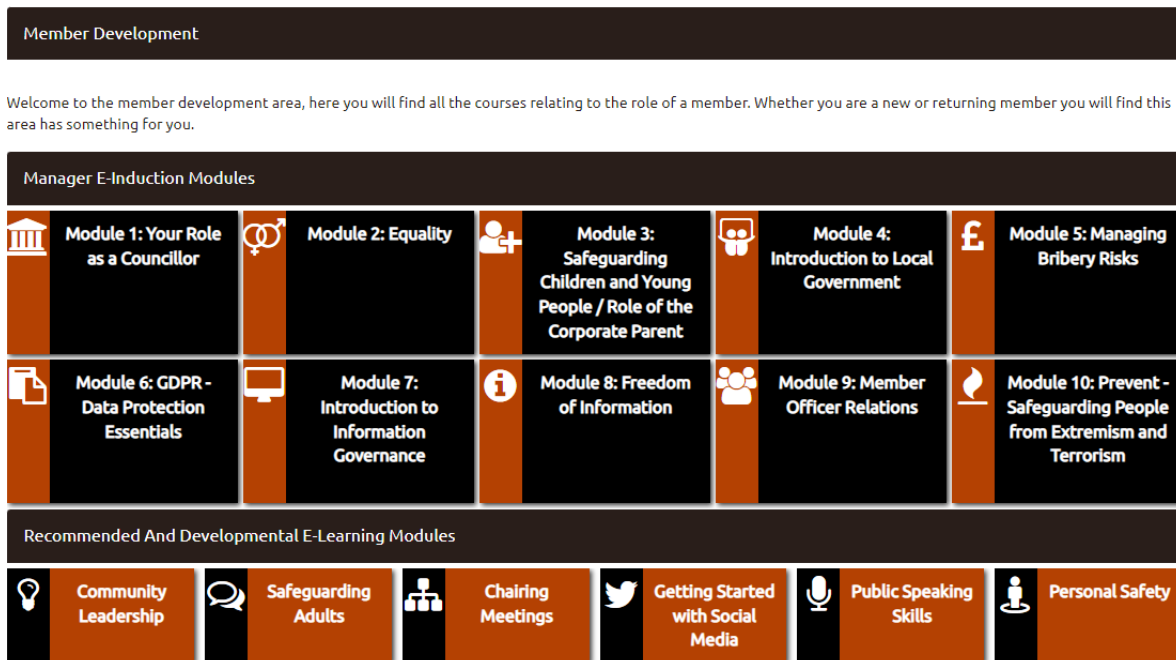 Member Development
Welcome to the member development area, here you will find all the courses relating to the role of a member. Whether you are a new or returning member you will find this
area has something for you.
Manager E-Induction Modules
Module 1: Your Role
as a Councillor
Module 2: Equality
Module 3:
Safeguarding
Children and Young
People / Role of the
Corporate Parent
Module 4:
Introduction to Local
Government
£
Module 5: Managing
Bribery Risks
Module 6: GDPR -
Data Protection
Essentials
Module 7:
Introduction to
Information
Governance
Module 8: Freedom
of Information
Module 9: Member
Officer Relations
Module 10: Prevent -
Safeguarding People
from Extremism and
Terrorism
Recommended And Developmental E-Learning Modules
Community
Leadership
Safeguarding
Adults
Chairing
Meetings
Getting Started
with Social
Media
Public Speaking
Skills
Personal Safety